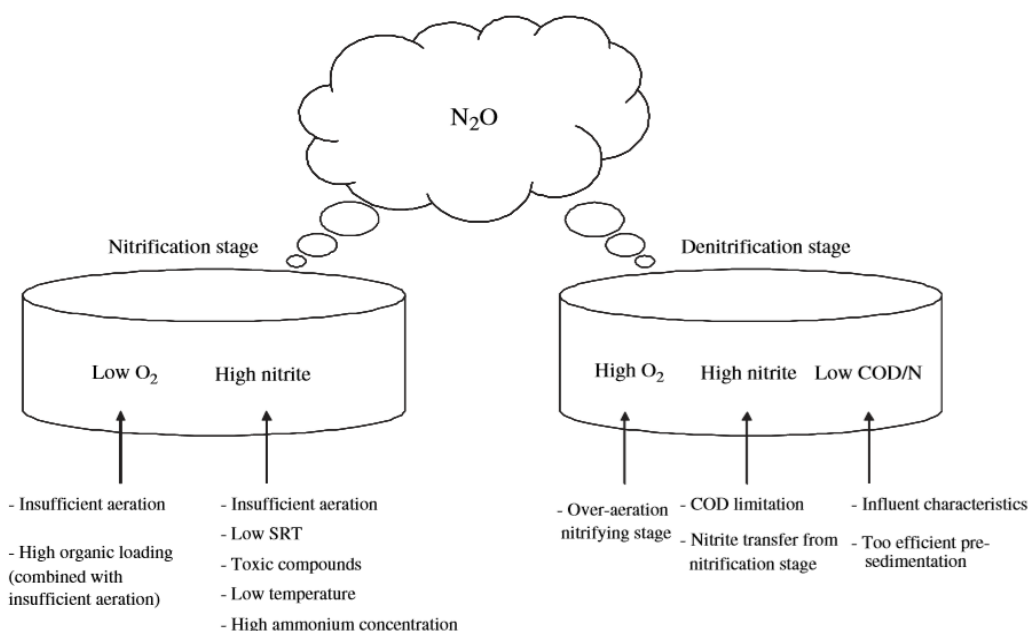 N₂O
Nitrification stage
Denitrification stage
Low O₂
High nitrite
High O₂
High nitrite
Low COD/N
- Insufficient aeration
- High organic loading
(combined with
insufficient aeration)
- Insufficient aeration
- Low SRT
- Toxic compounds
- Low temperature
- High ammonium concentration
- Over-aeration
nitrifying stage
- COD limitation
- Nitrite transfer from
nitrification stage
- Influent characteristics
- Too efficient pre-
sedimentation